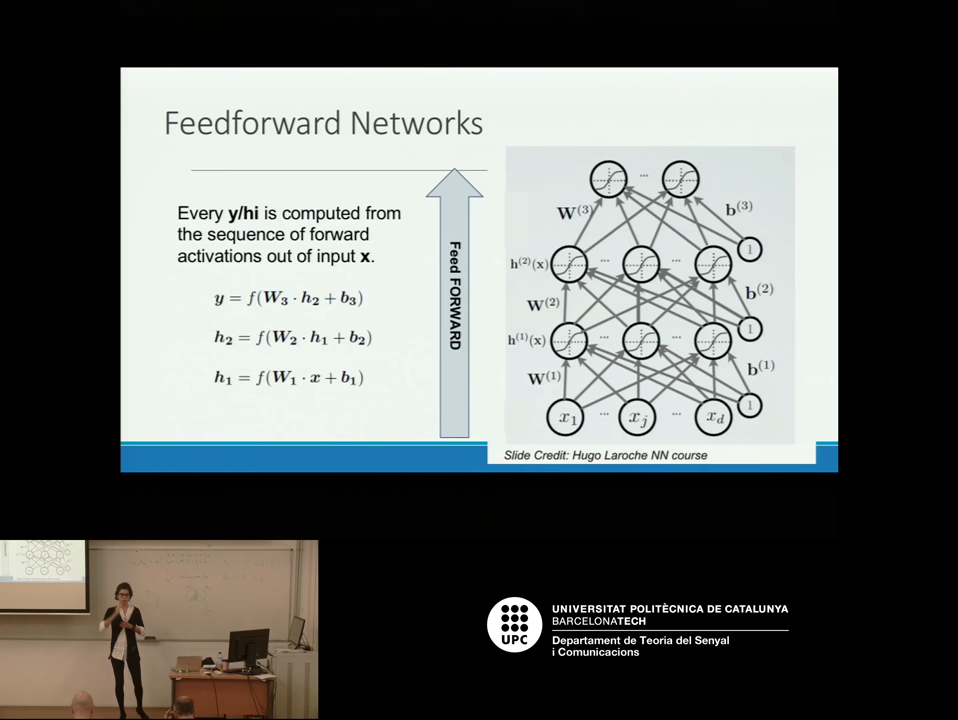 Feedforward Networks
Every y/hi is computed from
the sequence of forward
activations out of input x.
y = f(W₃ · h₂ + b₃)
h₂ = f(W₂ · h₁ + b₂)
h₁ = f(W₁ · x + b₁)
Feed FORWARD
...
W⁽³⁾ b⁽³⁾
1
h⁽²⁾(x) ... ...
W⁽²⁾ b⁽²⁾
1
h⁽¹⁾(x) ... ...
W⁽¹⁾ b⁽¹⁾
1
x₁ ... xⱼ ... x_d
Slide Credit: Hugo Laroche NN course
UPC
UNIVERSITAT POLITÈCNICA DE CATALUNYA
BARCELONATECH
Departament de Teoria del Senyal
i Comunicacions